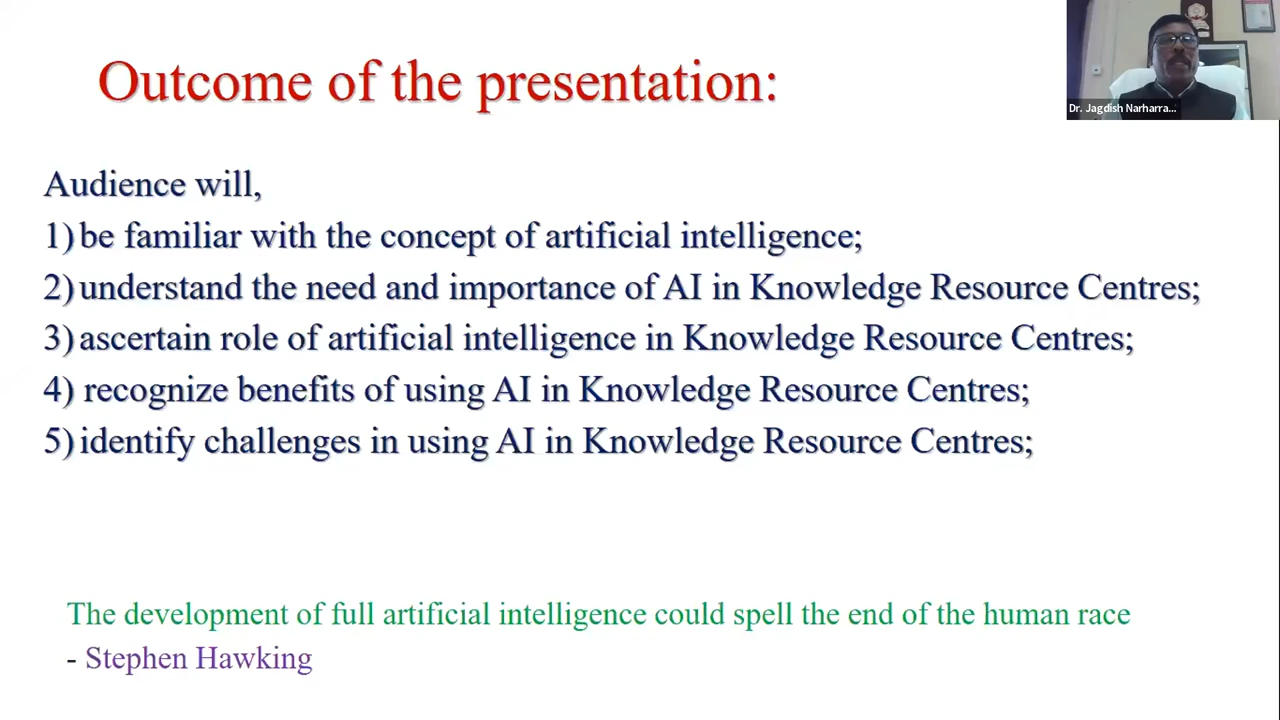 Outcome of the presentation:
Dr. Jagdish Narharra...
Audience will,
1) be familiar with the concept of artificial intelligence;
2) understand the need and importance of AI in Knowledge Resource Centres;
3) ascertain role of artificial intelligence in Knowledge Resource Centres;
4) recognize benefits of using AI in Knowledge Resource Centres;
5) identify challenges in using AI in Knowledge Resource Centres;
The development of full artificial intelligence could spell the end of the human race
- Stephen Hawking